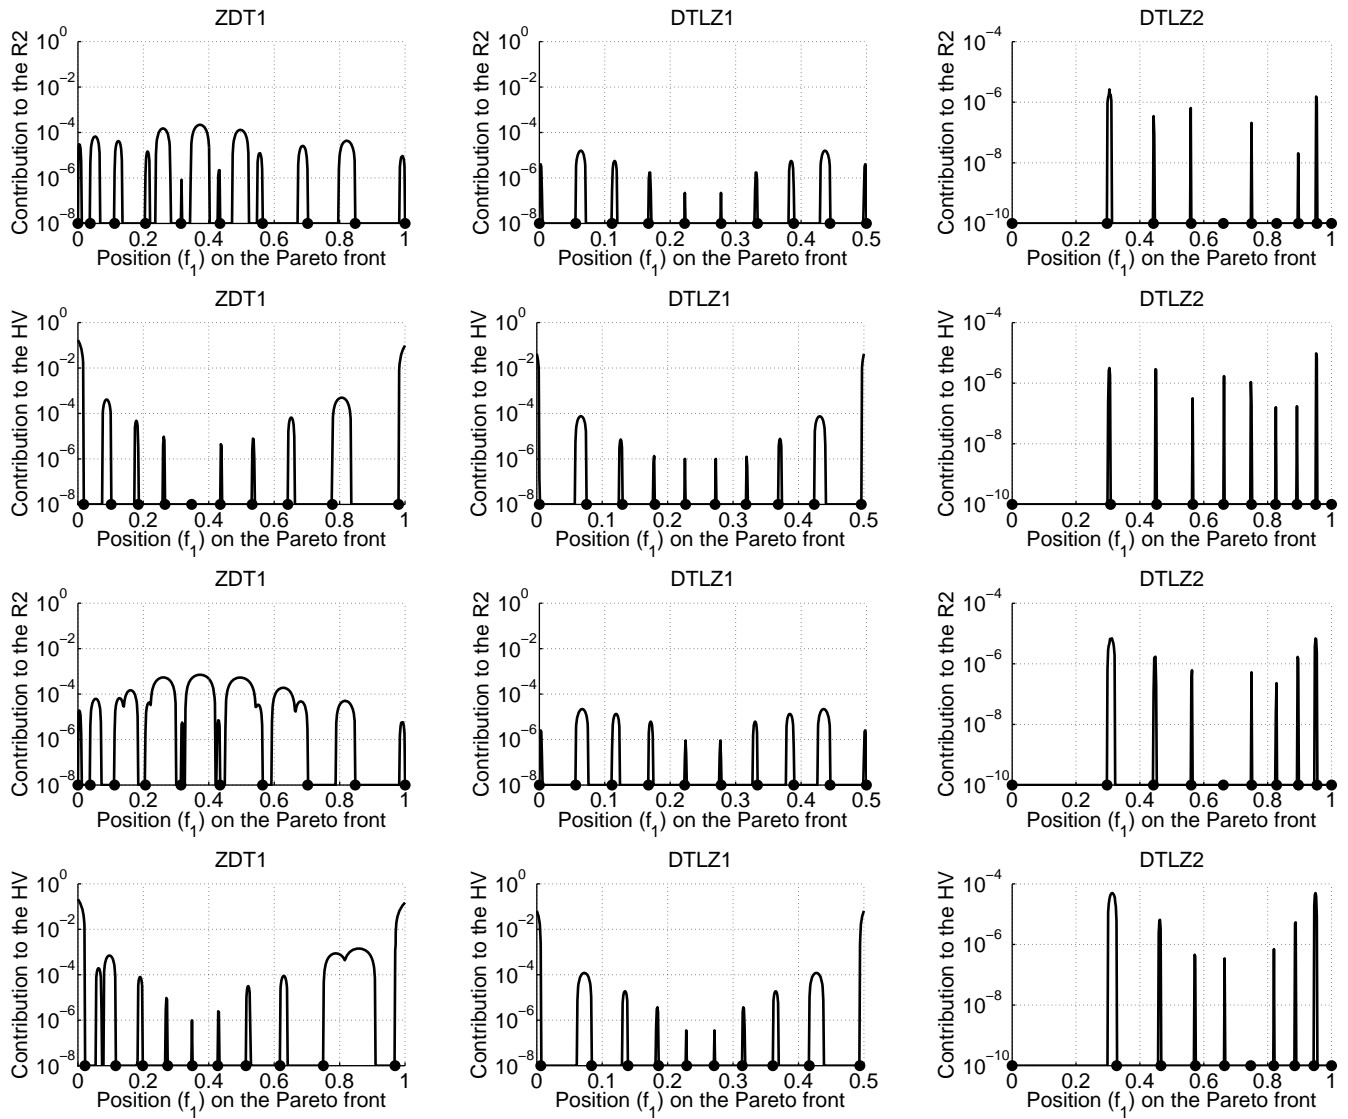 ZDT1
Contribution to the R2
10^0
10^−2
10^−4
10^−6
10^−8
0 0.2 0.4 0.6 0.8 1
Position (f_1) on the Pareto front
DTLZ1
Contribution to the R2
10^0
10^−2
10^−4
10^−6
10^−8
0 0.1 0.2 0.3 0.4 0.5
Position (f_1) on the Pareto front
DTLZ2
Contribution to the R2
10^−4
10^−6
10^−8
10^−10
0 0.2 0.4 0.6 0.8 1
Position (f_1) on the Pareto front
ZDT1
Contribution to the HV
10^0
10^−2
10^−4
10^−6
10^−8
0 0.2 0.4 0.6 0.8 1
Position (f_1) on the Pareto front
DTLZ1
Contribution to the HV
10^0
10^−2
10^−4
10^−6
10^−8
0 0.1 0.2 0.3 0.4 0.5
Position (f_1) on the Pareto front
DTLZ2
Contribution to the HV
10^−4
10^−6
10^−8
10^−10
0 0.2 0.4 0.6 0.8 1
Position (f_1) on the Pareto front
ZDT1
Contribution to the R2
10^0
10^−2
10^−4
10^−6
10^−8
0 0.2 0.4 0.6 0.8 1
Position (f_1) on the Pareto front
DTLZ1
Contribution to the R2
10^0
10^−2
10^−4
10^−6
10^−8
0 0.1 0.2 0.3 0.4 0.5
Position (f_1) on the Pareto front
DTLZ2
Contribution to the R2
10^−4
10^−6
10^−8
10^−10
0 0.2 0.4 0.6 0.8 1
Position (f_1) on the Pareto front
ZDT1
Contribution to the HV
10^0
10^−2
10^−4
10^−6
10^−8
0 0.2 0.4 0.6 0.8 1
Position (f_1) on the Pareto front
DTLZ1
Contribution to the HV
10^0
10^−2
10^−4
10^−6
10^−8
0 0.1 0.2 0.3 0.4 0.5
Position (f_1) on the Pareto front
DTLZ2
Contribution to the HV
10^−4
10^−6
10^−8
10^−10
0 0.2 0.4 0.6 0.8 1
Position (f_1) on the Pareto front